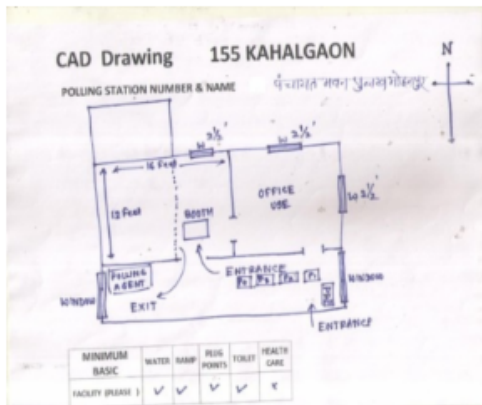 CAD Drawing 155 KAHALGAON
N
POLLING STATION NUMBER & NAME
पंचायत भवन
W 2½'
W 2½'
16 Feet
OFFICE
USE
W 2½'
12 Feet
BOOTH
POLLING
AGENT
ENTRANCE
P4 P3 P2 P1
WINDOW
EXIT
WINDOW
ENTRANCE
MINIMUM BASIC WATER RAMP PLUG POINTS TOILET HEALTH CARE
FACILITY (PLEASE ) ✓ ✓ ✓ ✓ x